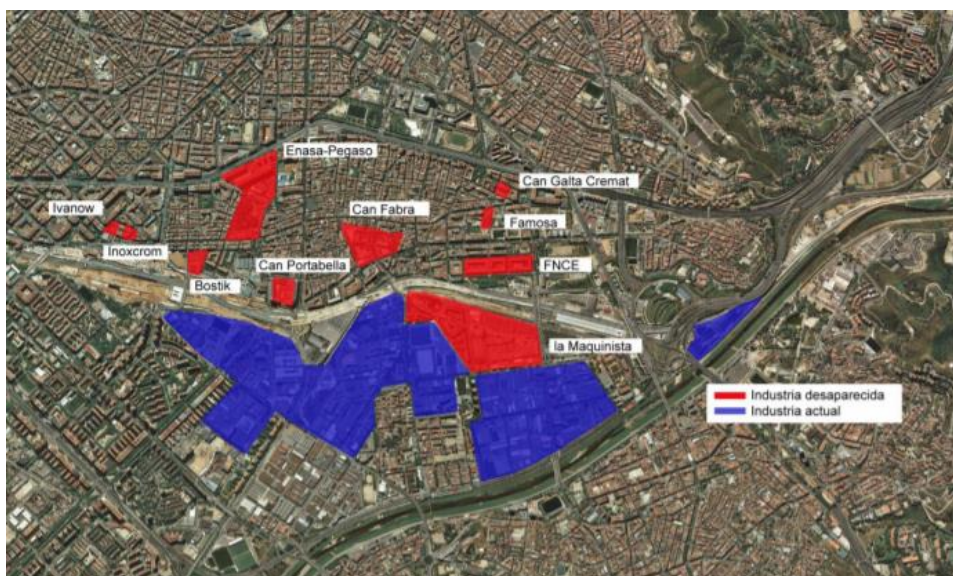 Enasa-Pegaso
Can Galta Cremat
Ivanow
Can Fabra
Famosa
Inoxcrom
Can Portabella
FNCE
Bostik
la Maquinista
Industria desaparecida
Industria actual